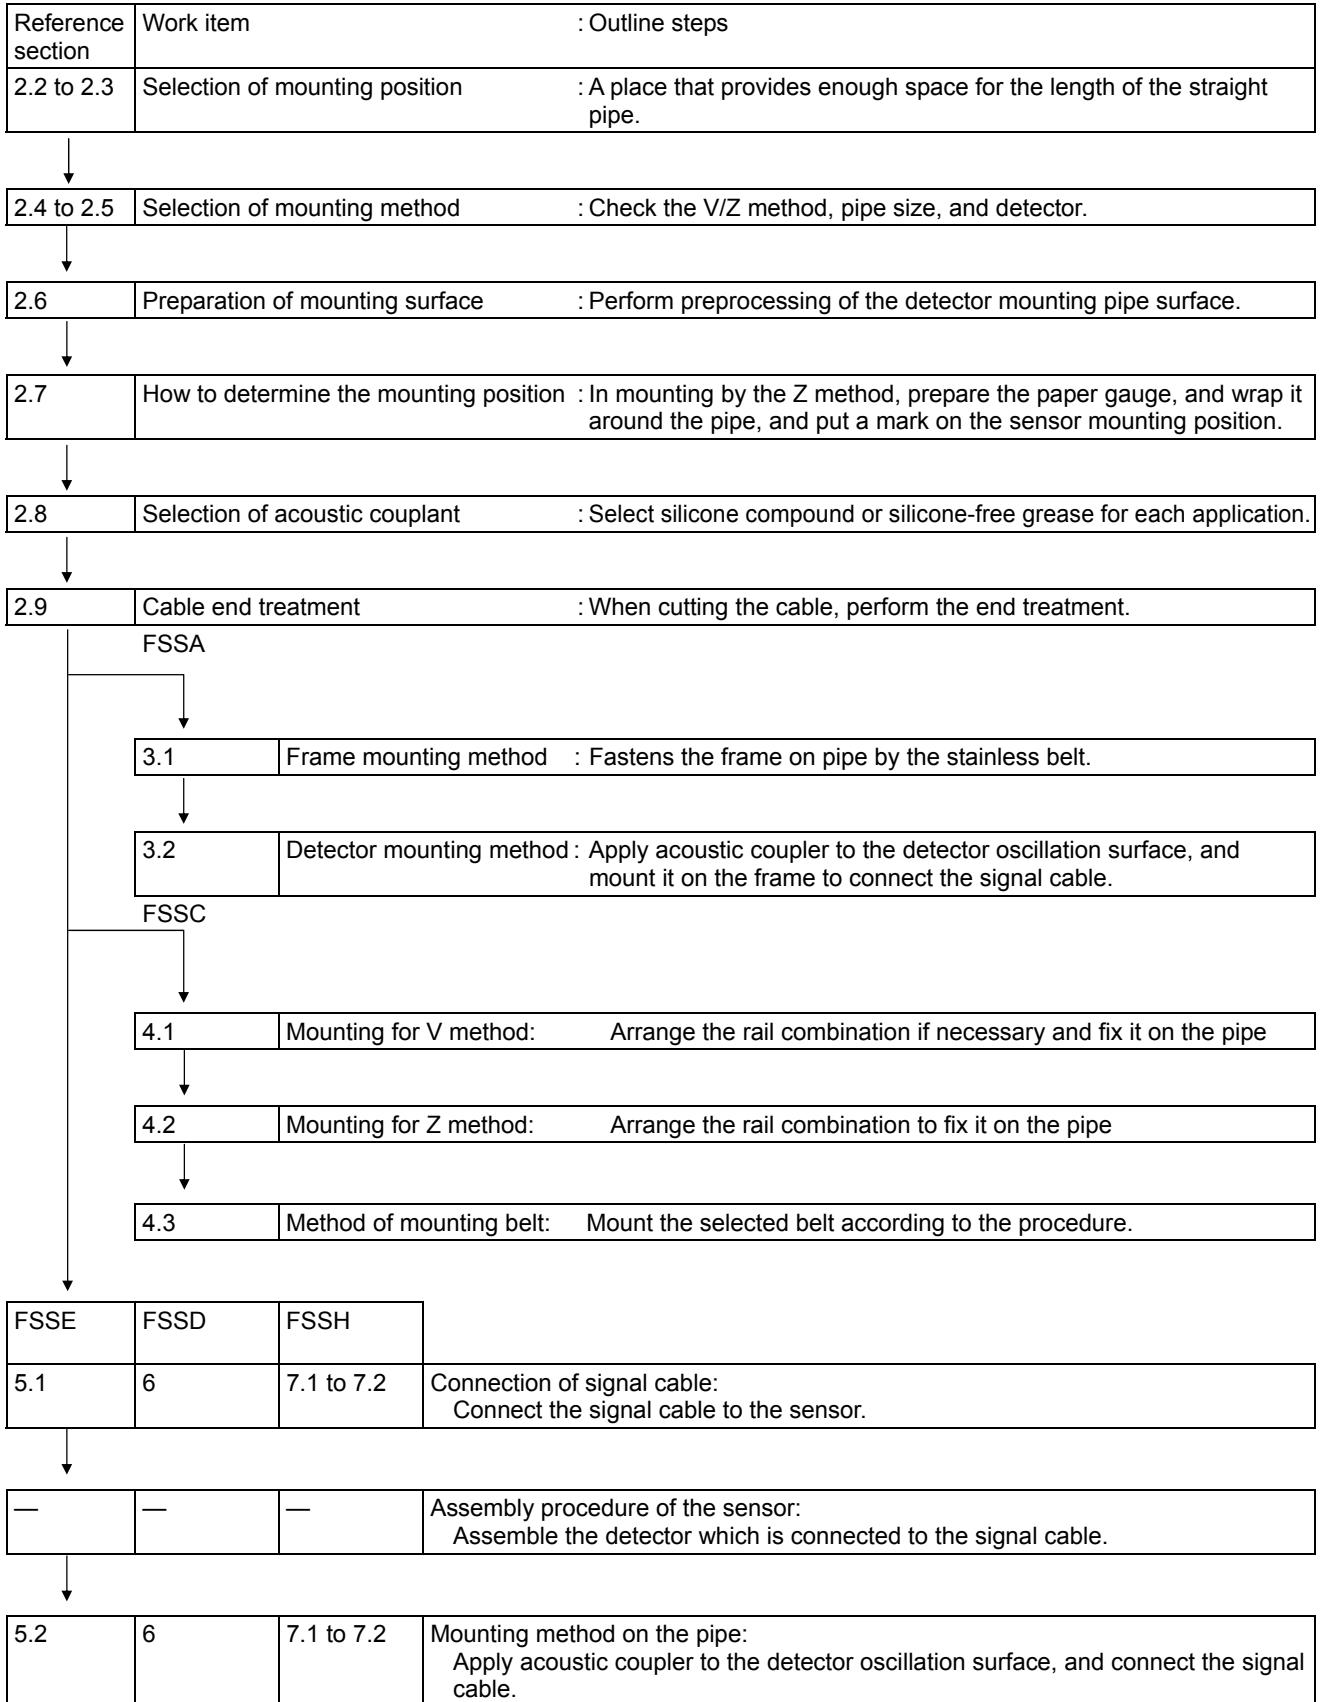 Reference Work item : Outline steps
section
2.2 to 2.3 Selection of mounting position : A place that provides enough space for the length of the straight
pipe.
2.4 to 2.5 Selection of mounting method : Check the V/Z method, pipe size, and detector.
2.6 Preparation of mounting surface : Perform preprocessing of the detector mounting pipe surface.
2.7 How to determine the mounting position : In mounting by the Z method, prepare the paper gauge, and wrap it
around the pipe, and put a mark on the sensor mounting position.
2.8 Selection of acoustic couplant : Select silicone compound or silicone-free grease for each application.
2.9 Cable end treatment : When cutting the cable, perform the end treatment.
FSSA
3.1 Frame mounting method : Fastens the frame on pipe by the stainless belt.
3.2 Detector mounting method : Apply acoustic coupler to the detector oscillation surface, and
mount it on the frame to connect the signal cable.
FSSC
4.1 Mounting for V method: Arrange the rail combination if necessary and fix it on the pipe
4.2 Mounting for Z method: Arrange the rail combination to fix it on the pipe
4.3 Method of mounting belt: Mount the selected belt according to the procedure.
FSSE FSSD FSSH
5.1 6 7.1 to 7.2 Connection of signal cable:
Connect the signal cable to the sensor.
— — — Assembly procedure of the sensor:
Assemble the detector which is connected to the signal cable.
5.2 6 7.1 to 7.2 Mounting method on the pipe:
Apply acoustic coupler to the detector oscillation surface, and connect the signal
cable.